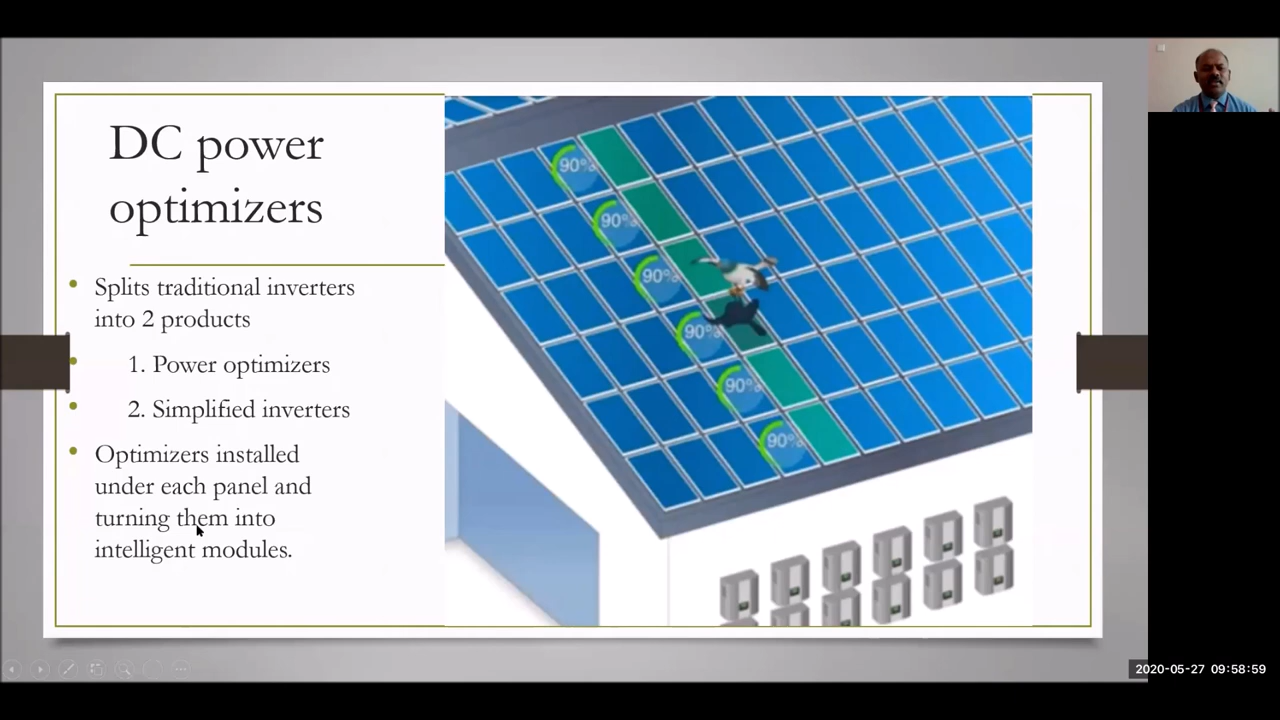 DC power
optimizers
• Splits traditional inverters
into 2 products
• 1. Power optimizers
• 2. Simplified inverters
• Optimizers installed
under each panel and
turning them into
intelligent modules.
90%
90%
90%
90%
90%
90%
2020-05-27 09:58:59